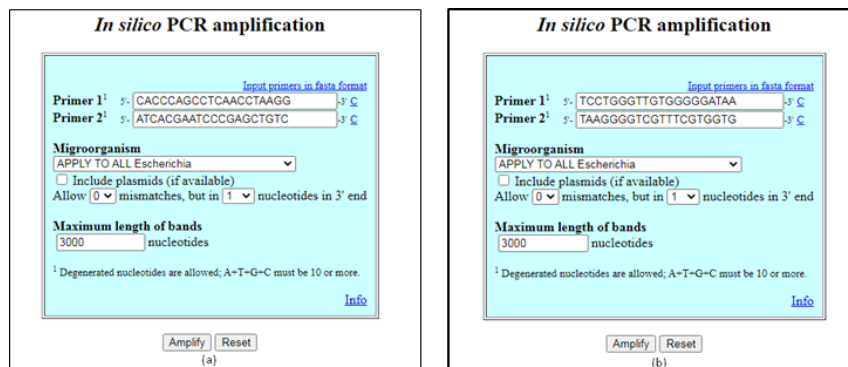 In silico PCR amplification
Input primers in fasta format
Primer 1¹ 5'- CACCCAGCCTCAACCTAAGG -3' C
Primer 2¹ 5'- ATCACGAATCCCGAGCTGTC -3' C
Migroorganism
APPLY TO ALL Escherichia
Include plasmids (if available)
Allow 0 mismatches, but in 1 nucleotides in 3' end
Maximum length of bands
3000 nucleotides
¹ Degenerated nucleotides are allowed; A+T+G+C must be 10 or more.
Info
Amplify Reset
(a)
In silico PCR amplification
Input primers in fasta format
Primer 1¹ 5'- TCCTGGGTTGTGGGGGATAA -3' C
Primer 2¹ 5'- TAAGGGGTCGTTTCGTGGTG -3' C
Migroorganism
APPLY TO ALL Escherichia
Include plasmids (if available)
Allow 0 mismatches, but in 1 nucleotides in 3' end
Maximum length of bands
3000 nucleotides
¹ Degenerated nucleotides are allowed; A+T+G+C must be 10 or more.
Info
Amplify Reset
(b)